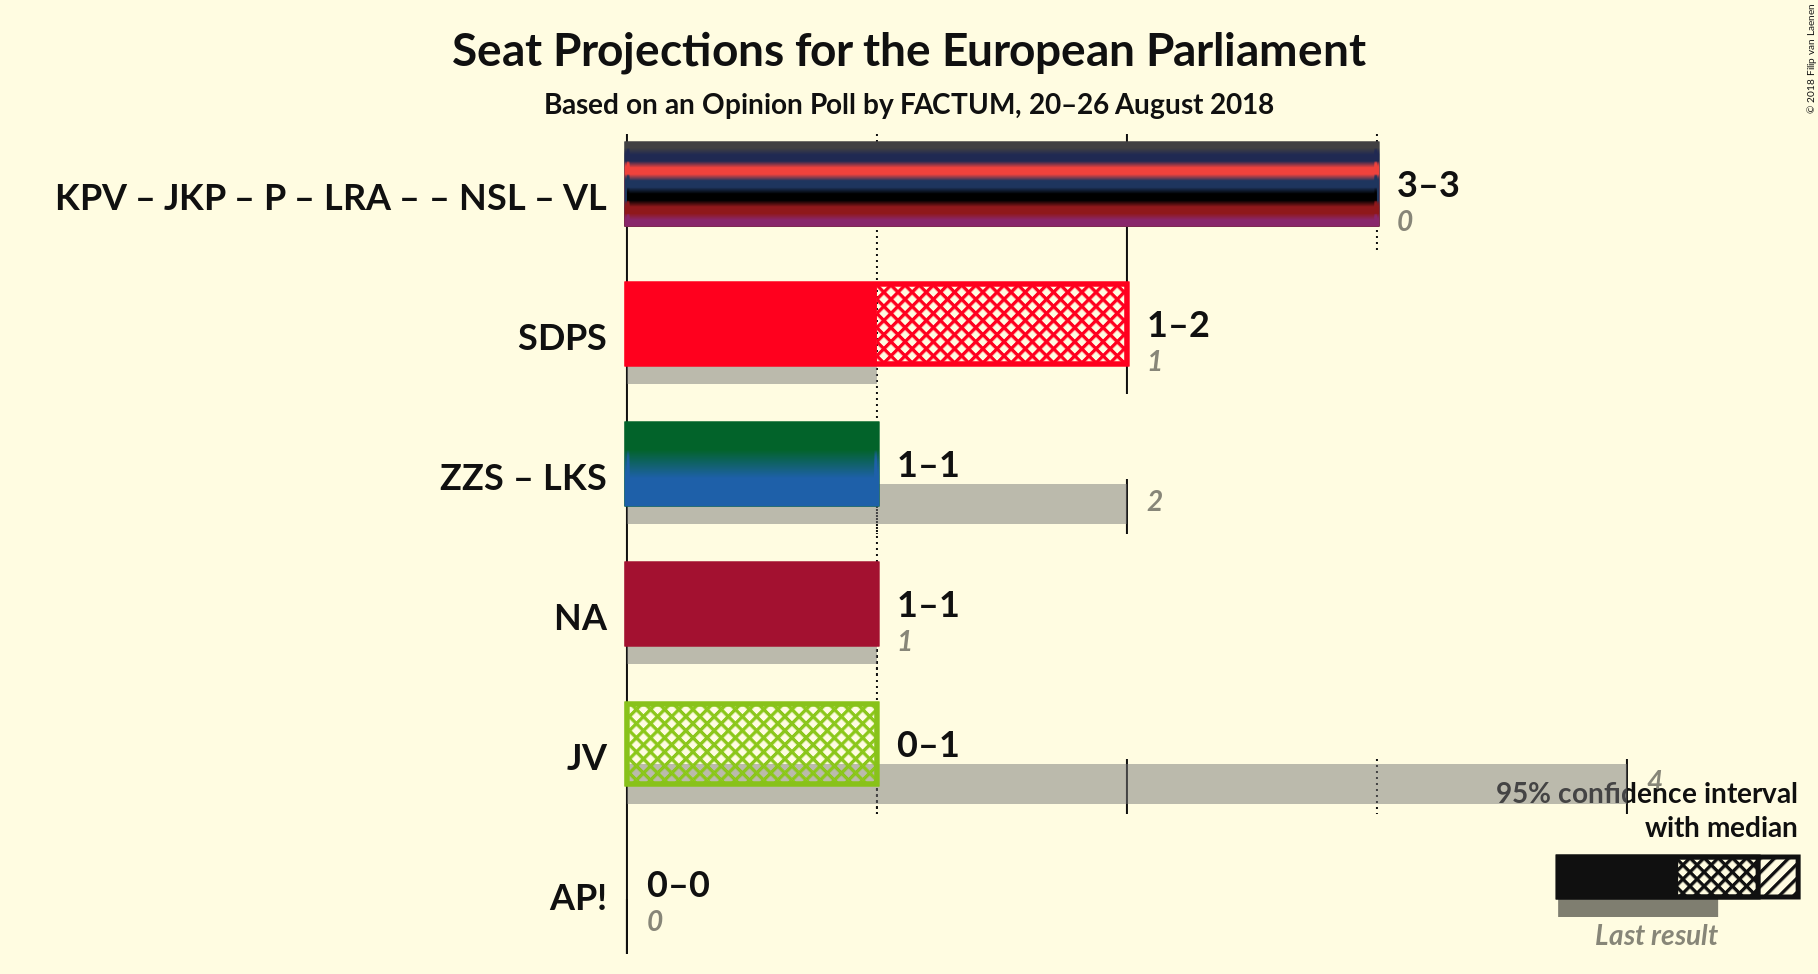 Seat Projections for the European Parliament
Based on an Opinion Poll by FACTUM, 20–26 August 2018
© 2018 Filip van Laenen
KPV – JKP – P – LRA – – NSL – VL
3–3
0
SDPS
1–2
1
ZZS – LKS
1–1
2
NA
1–1
1
JV
0–1
4
95% confidence interval
with median
AP!
0–0
0
Last result